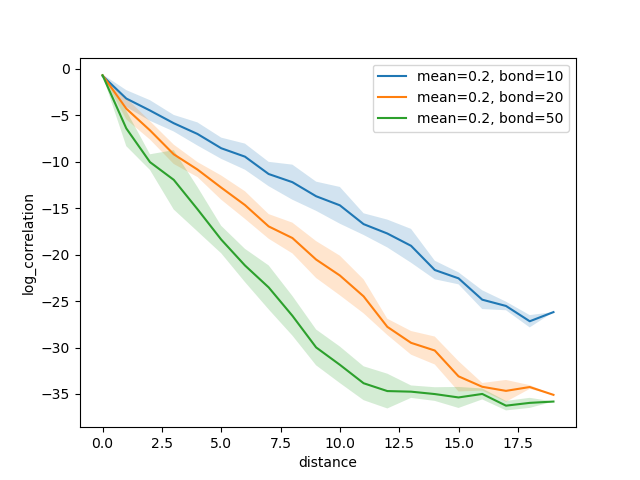 mean=0.2, bond=10
mean=0.2, bond=20
mean=0.2, bond=50
log_correlation
0
−5
−10
−15
−20
−25
−30
−35
0.0 2.5 5.0 7.5 10.0 12.5 15.0 17.5
distance